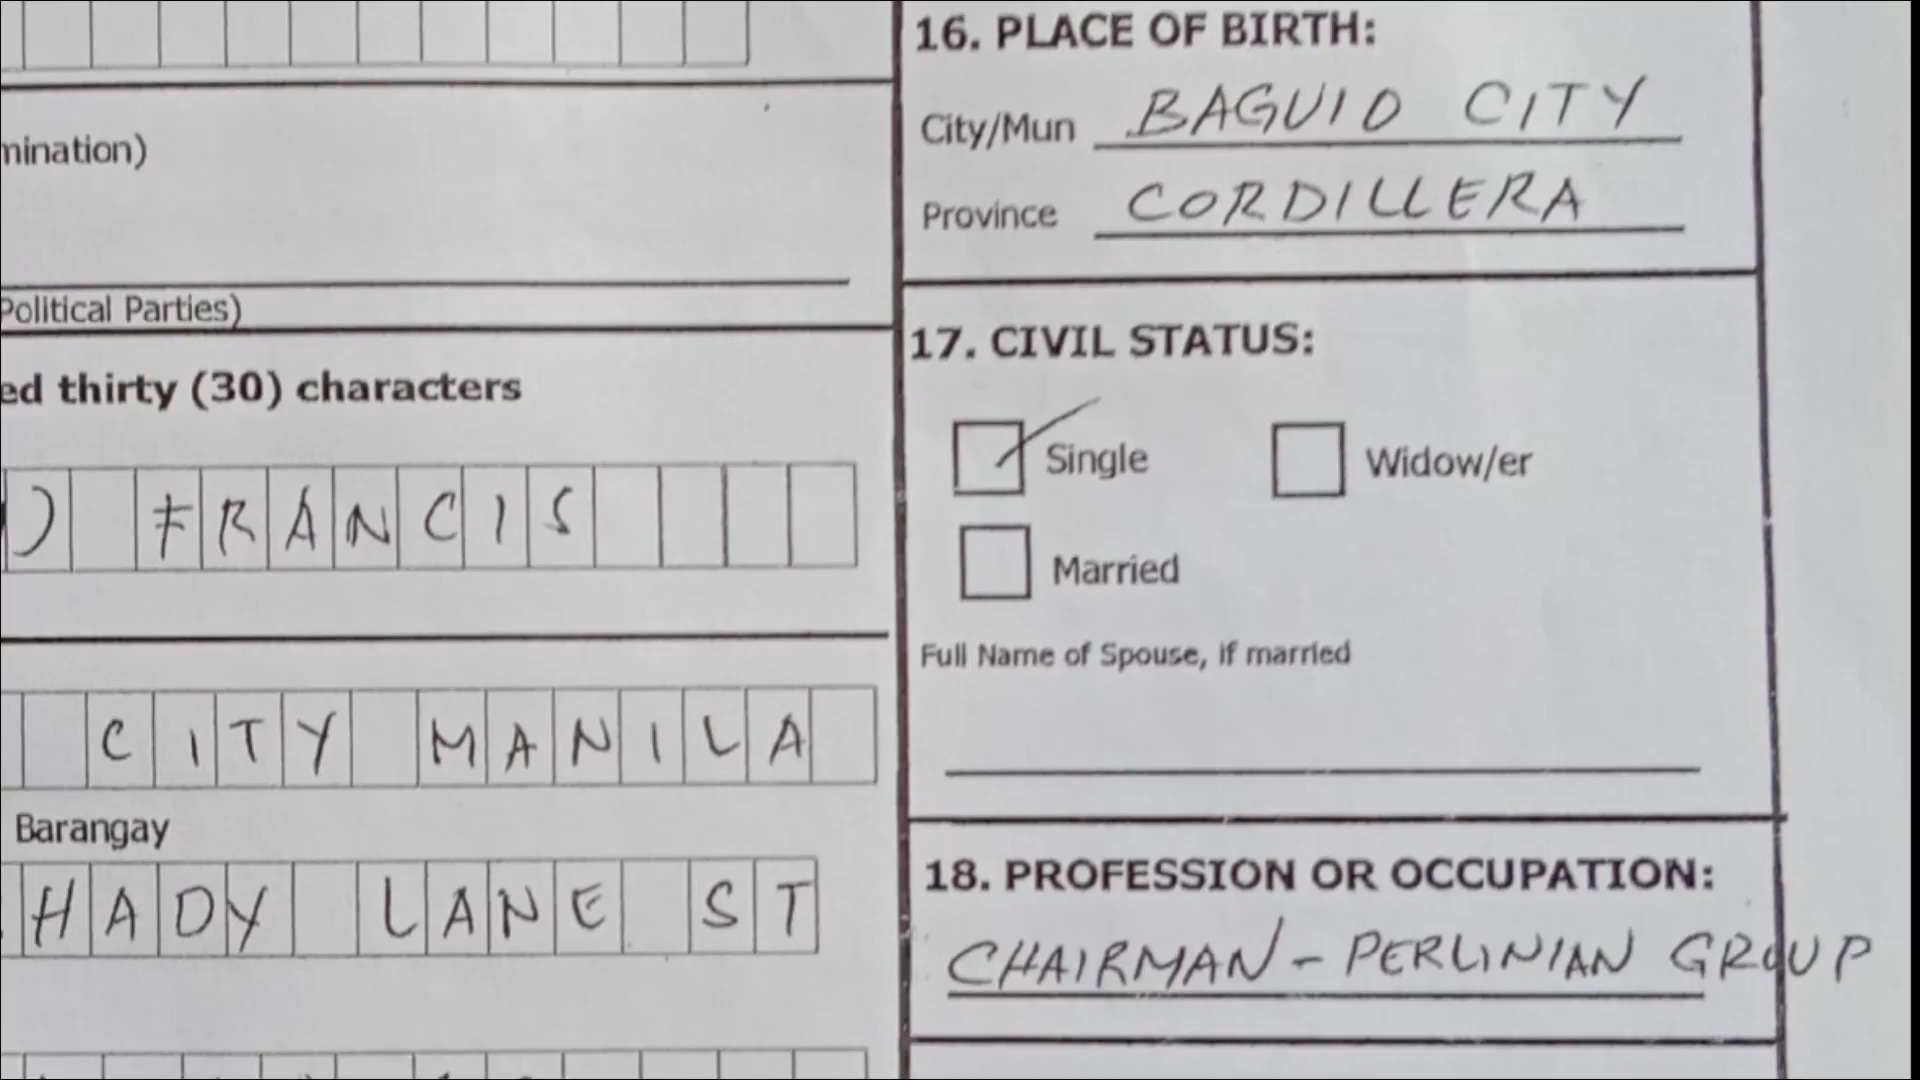 mination)
Political Parties)
ed thirty (30) characters
) FRANCIS
CITY MANILA
Barangay
HADY LANE ST
16. PLACE OF BIRTH:
City/Mun BAGUIO CITY
Province CORDILLERA
17. CIVIL STATUS:
Single Widow/er
Married
Full Name of Spouse, if married
18. PROFESSION OR OCCUPATION:
CHAIRMAN - PERLINIAN GROUP